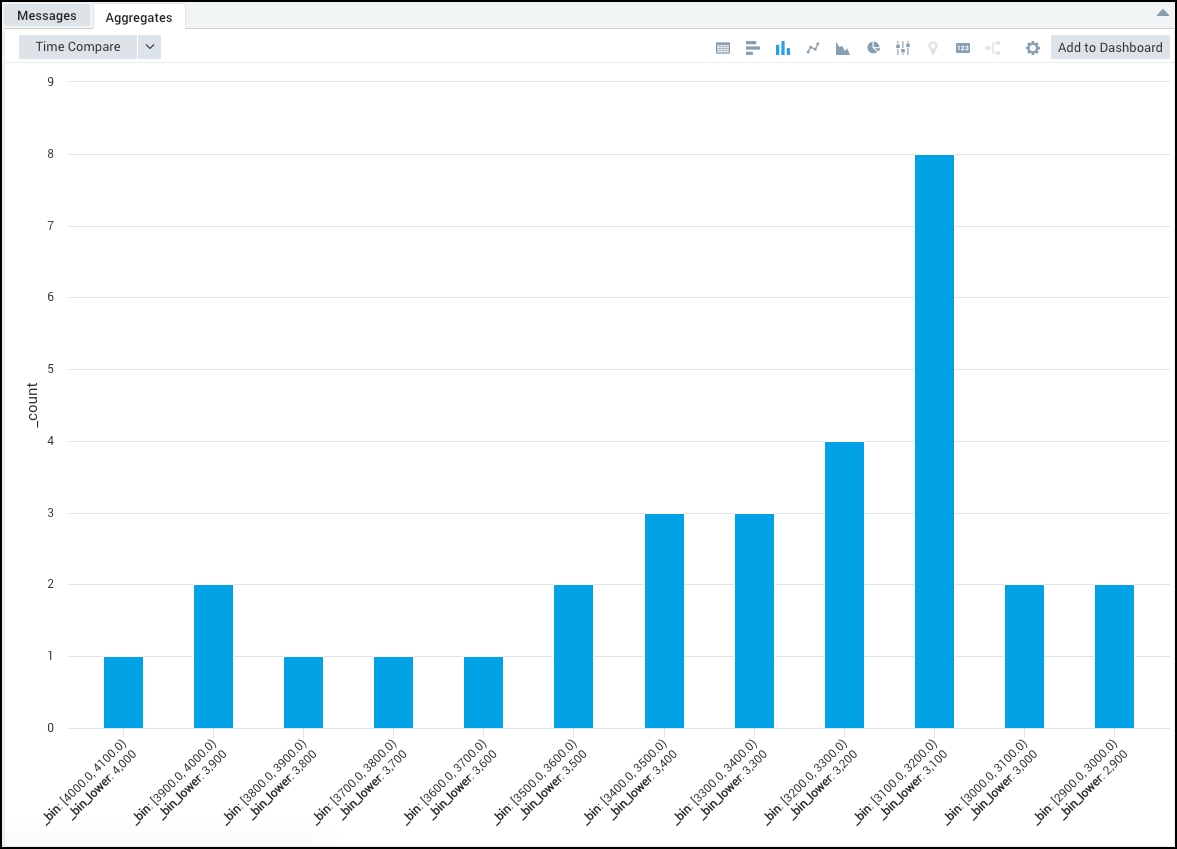 Messages
Aggregates
Time Compare
123
Add to Dashboard
9
8
7
6
5
4
3
2
1
0
_count
_bin: [4000.0, 4100.0)
_bin_lower: 4,000
_bin: [3900.0, 4000.0)
_bin_lower: 3,900
_bin: [3800.0, 3900.0)
_bin_lower: 3,800
_bin: [3700.0, 3800.0)
_bin_lower: 3,700
_bin: [3600.0, 3700.0)
_bin_lower: 3,600
_bin: [3500.0, 3600.0)
_bin_lower: 3,500
_bin: [3400.0, 3500.0)
_bin_lower: 3,400
_bin: [3300.0, 3400.0)
_bin_lower: 3,300
_bin: [3200.0, 3300.0)
_bin_lower: 3,200
_bin: [3100.0, 3200.0)
_bin_lower: 3,100
_bin: [3000.0, 3100.0)
_bin_lower: 3,000
_bin: [2900.0, 3000.0)
_bin_lower: 2,900